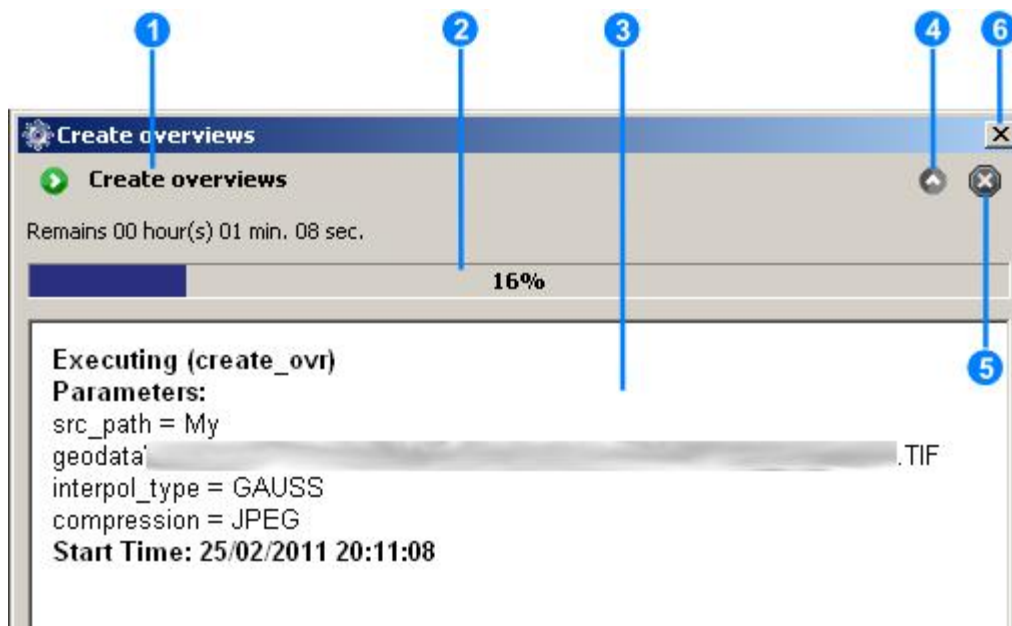 1 2 3 4 6
Create overviews
Create overviews
Remains 00 hour(s) 01 min. 08 sec.
16%
Executing (create_ovr)
Parameters:
5
src_path = My
geodata .TIF
interpol_type = GAUSS
compression = JPEG
Start Time: 25/02/2011 20:11:08